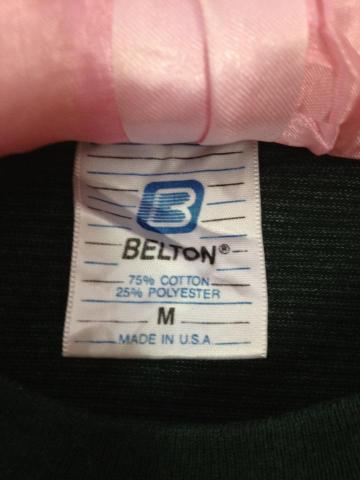 B
BELTON®
75% COTTON
25% POLYESTER
M
MADE IN U.S.A.